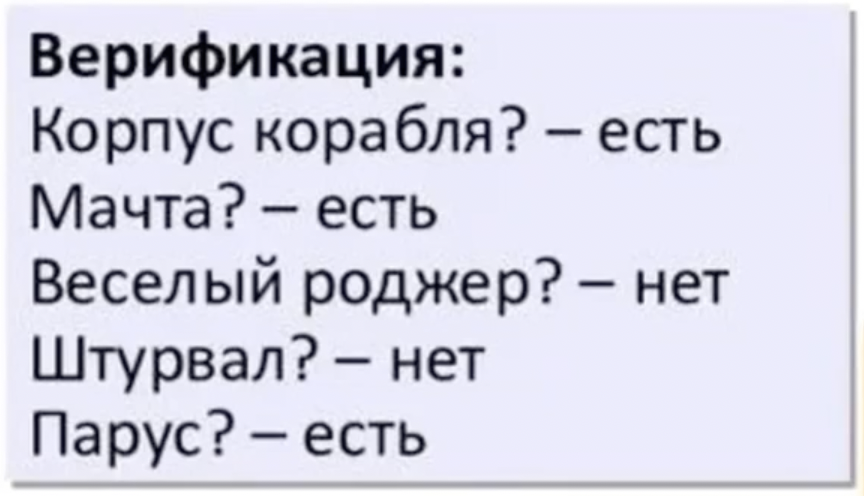 Верификация:
Корпус корабля? – есть
Мачта? – есть
Веселый роджер? – нет
Штурвал? – нет
Парус? – есть